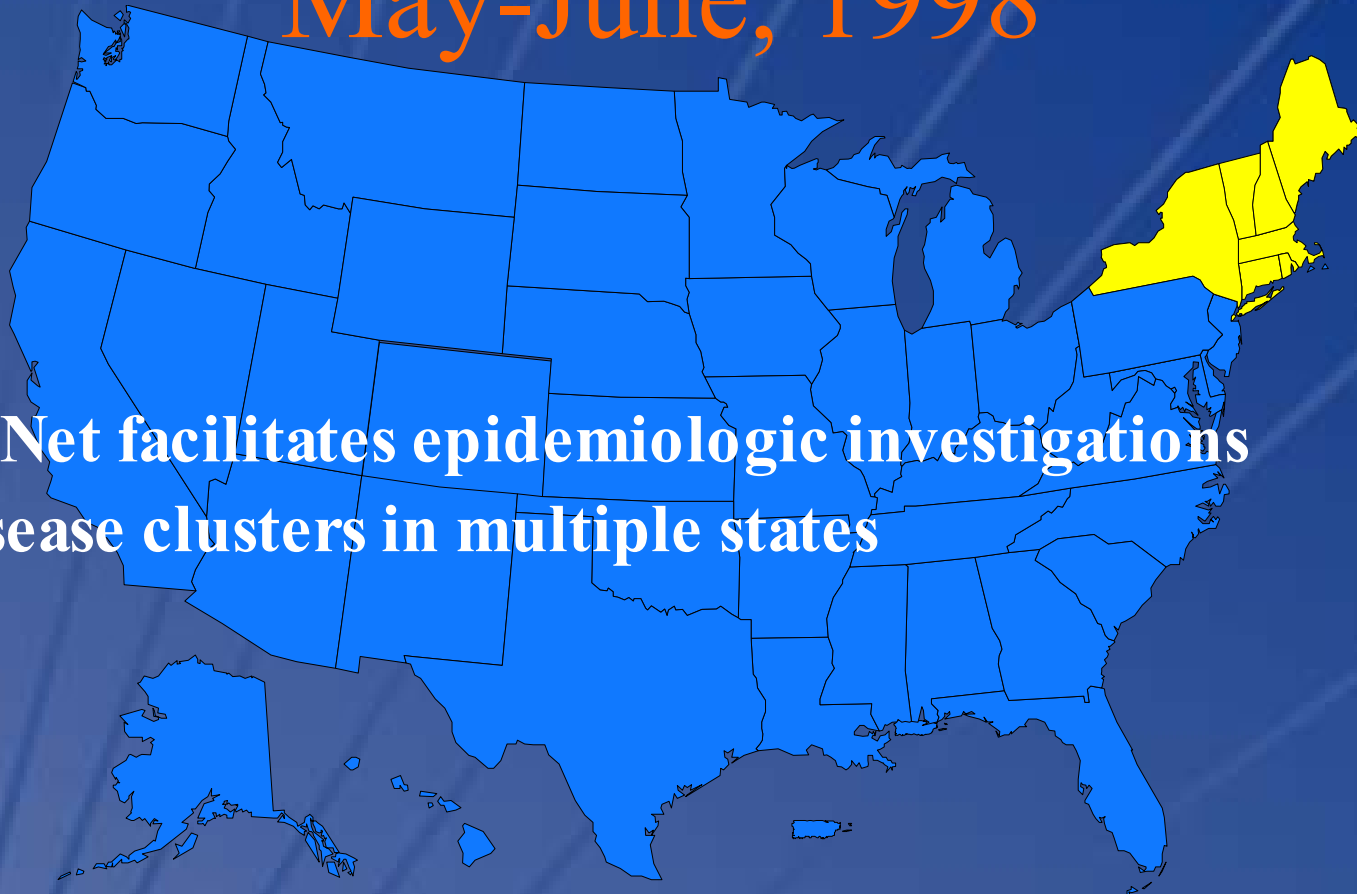 May-June, 1998
Net facilitates epidemiologic investigations
sease clusters in multiple states